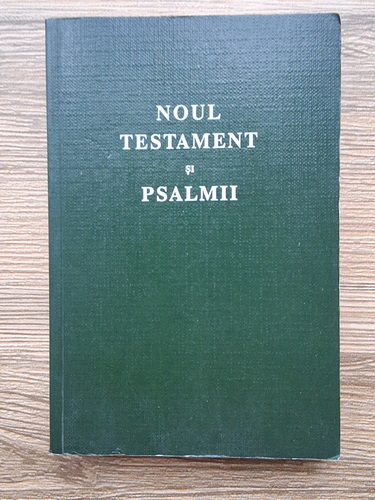 NOUL
TESTAMENT
ŞI
PSALMII